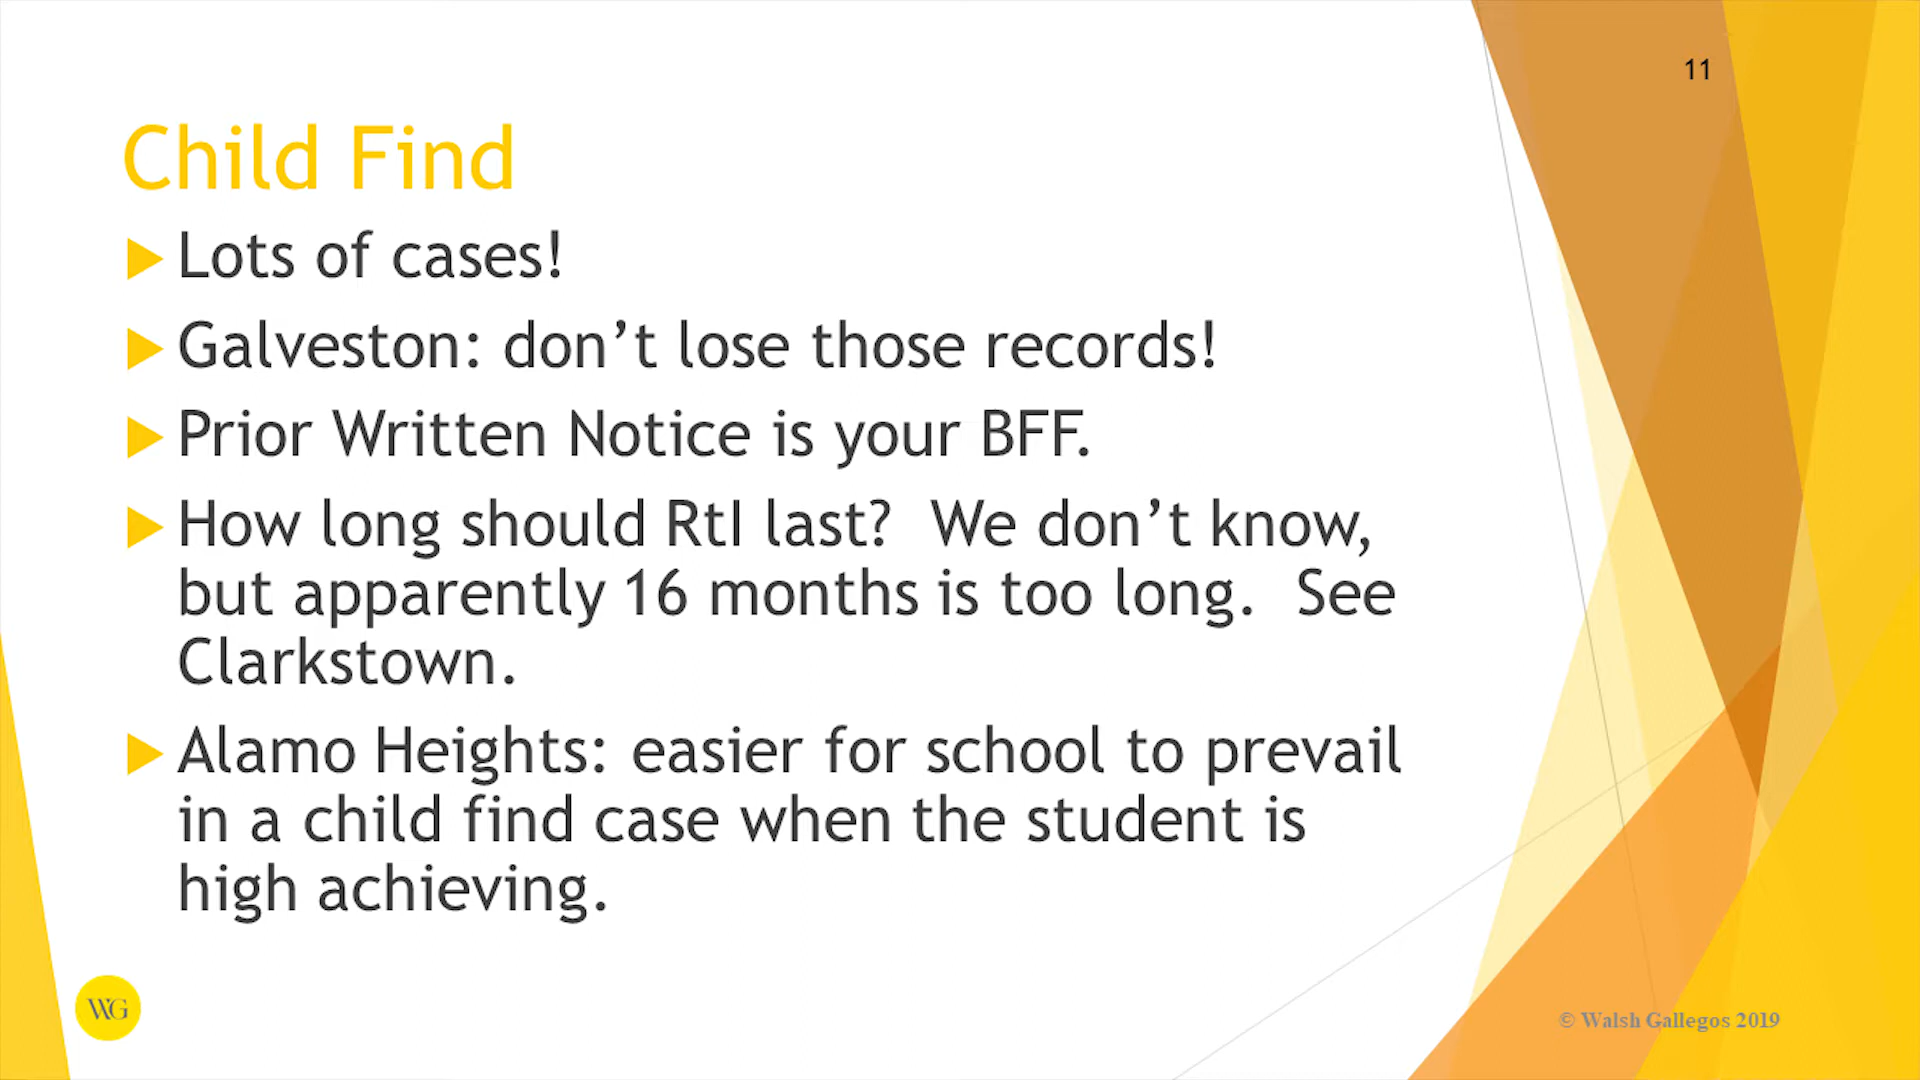 11
Child Find
Lots of cases!
Galveston: don’t lose those records!
Prior Written Notice is your BFF.
How long should RtI last?  We don’t know,
but apparently 16 months is too long.  See
Clarkstown.
Alamo Heights: easier for school to prevail
in a child find case when the student is
high achieving.
WG
© Walsh Gallegos 2019